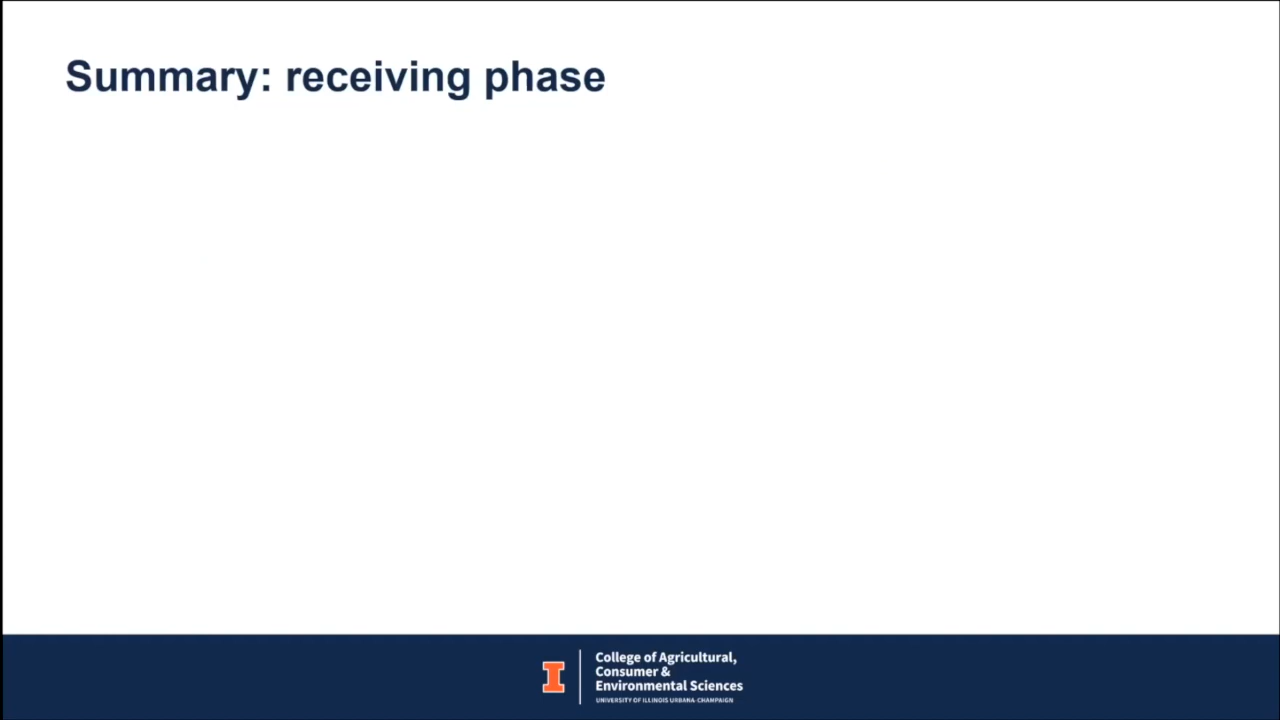 Summary: receiving phase
College of Agricultural,
Consumer &
Environmental Sciences
UNIVERSITY OF ILLINOIS URBANA-CHAMPAIGN